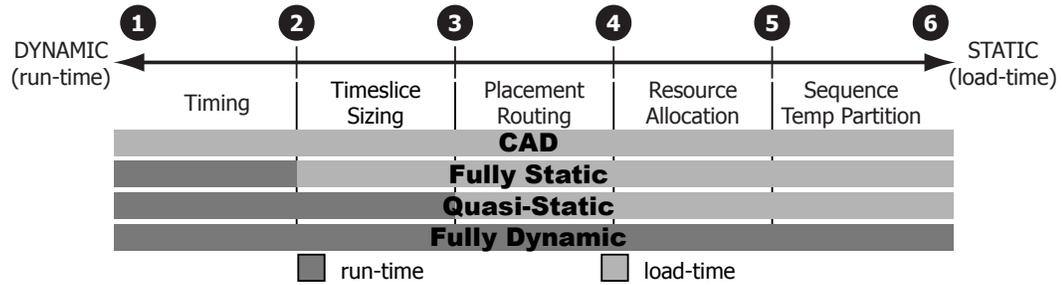 1 2 3 4 5 6
DYNAMIC
(run-time)
STATIC
(load-time)
Timing
Timeslice
Sizing
Placement
Routing
Resource
Allocation
Sequence
Temp Partition
CAD
Fully Static
Quasi-Static
Fully Dynamic
run-time
load-time